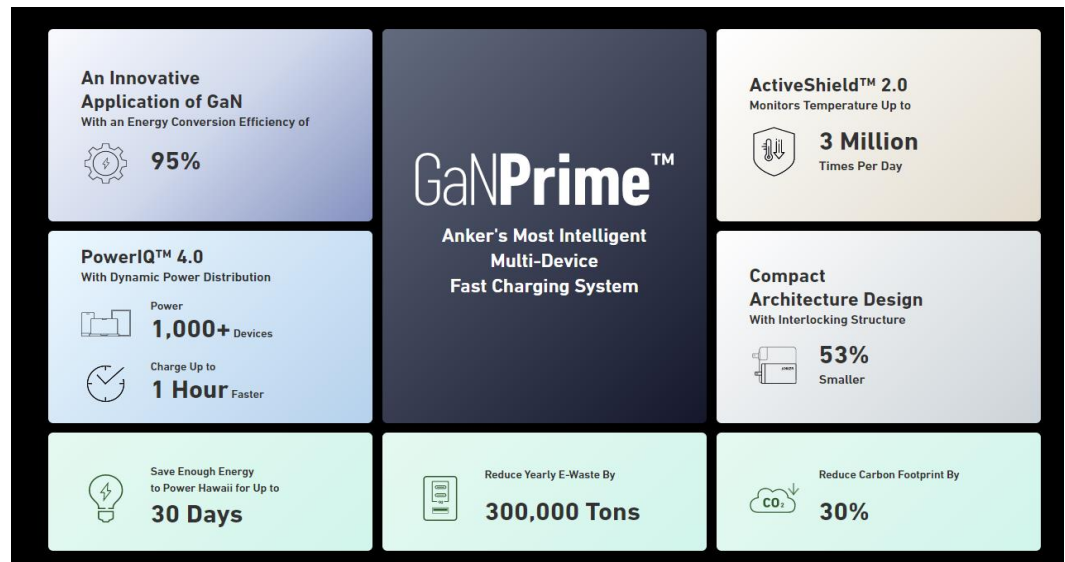 An Innovative
Application of GaN
With an Energy Conversion Efficiency of
95%
PowerIQ™ 4.0
With Dynamic Power Distribution
Power
1,000+ Devices
Charge Up to
1 Hour Faster
GaNPrime™
Anker's Most Intelligent
Multi-Device
Fast Charging System
ActiveShield™ 2.0
Monitors Temperature Up to
3 Million
Times Per Day
Compact
Architecture Design
With Interlocking Structure
ANKER
53%
Smaller
Save Enough Energy
to Power Hawaii for Up to
30 Days
Reduce Yearly E-Waste By
300,000 Tons
Reduce Carbon Footprint By
CO₂
30%